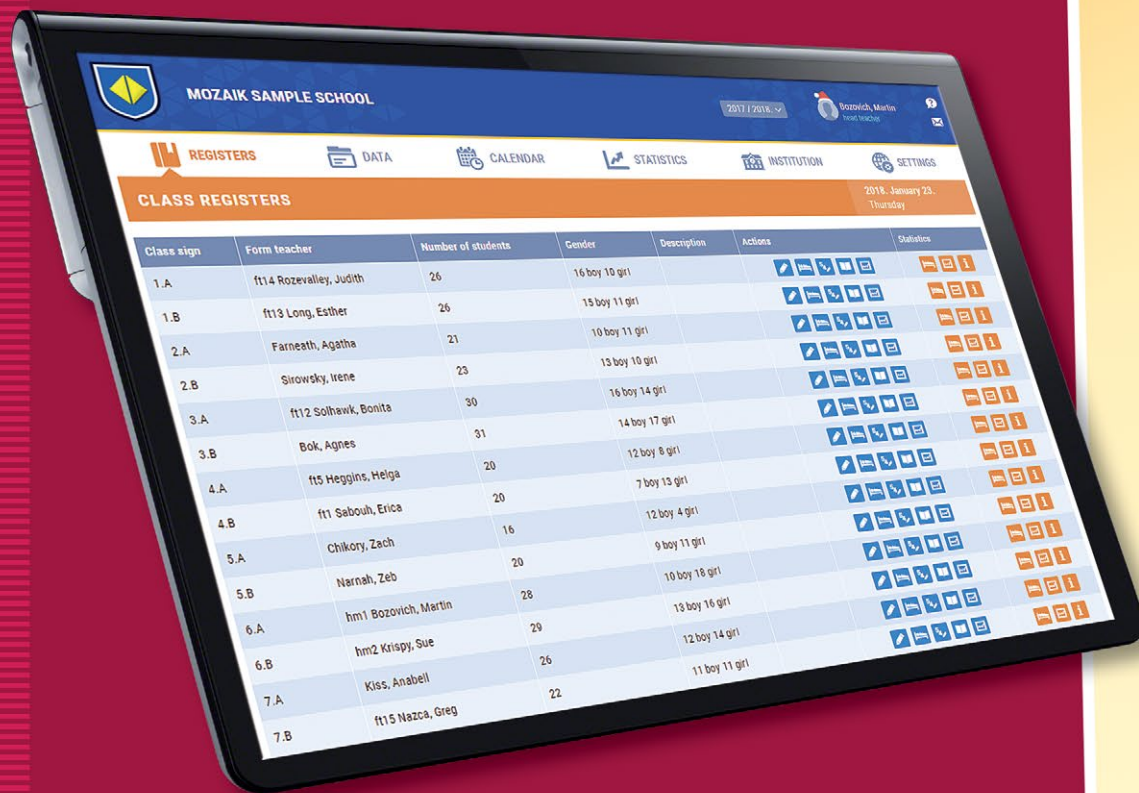 MOZAIK SAMPLE SCHOOL
2017 / 2018.
Bozovich, Martin
head teacher
REGISTERS
DATA
CALENDAR
STATISTICS
INSTITUTION
SETTINGS
CLASS REGISTERS
2018. January 23.
Thursday
Class sign Form teacher Number of students Gender Description Actions Statistics
1.A ft14 Rozevalley, Judith 26 16 boy 10 girl
1.B ft13 Long, Esther 26 15 boy 11 girl
2.A Farneath, Agatha 21 10 boy 11 girl
2.B Sirowsky, Irene 23 13 boy 10 girl
3.A ft12 Solhawk, Bonita 30 16 boy 14 girl
3.B Bok, Agnes 31 14 boy 17 girl
4.A ft5 Heggins, Helga 20 12 boy 8 girl
4.B ft1 Sabouh, Erica 20 7 boy 13 girl
5.A Chikory, Zach 16 12 boy 4 girl
5.B Narnah, Zeb 20 9 boy 11 girl
6.A hm1 Bozovich, Martin 28 10 boy 18 girl
6.B hm2 Krispy, Sue 29 13 boy 16 girl
7.A Kiss, Anabell 26 12 boy 14 girl
7.B ft15 Nazca, Greg 22 11 boy 11 girl